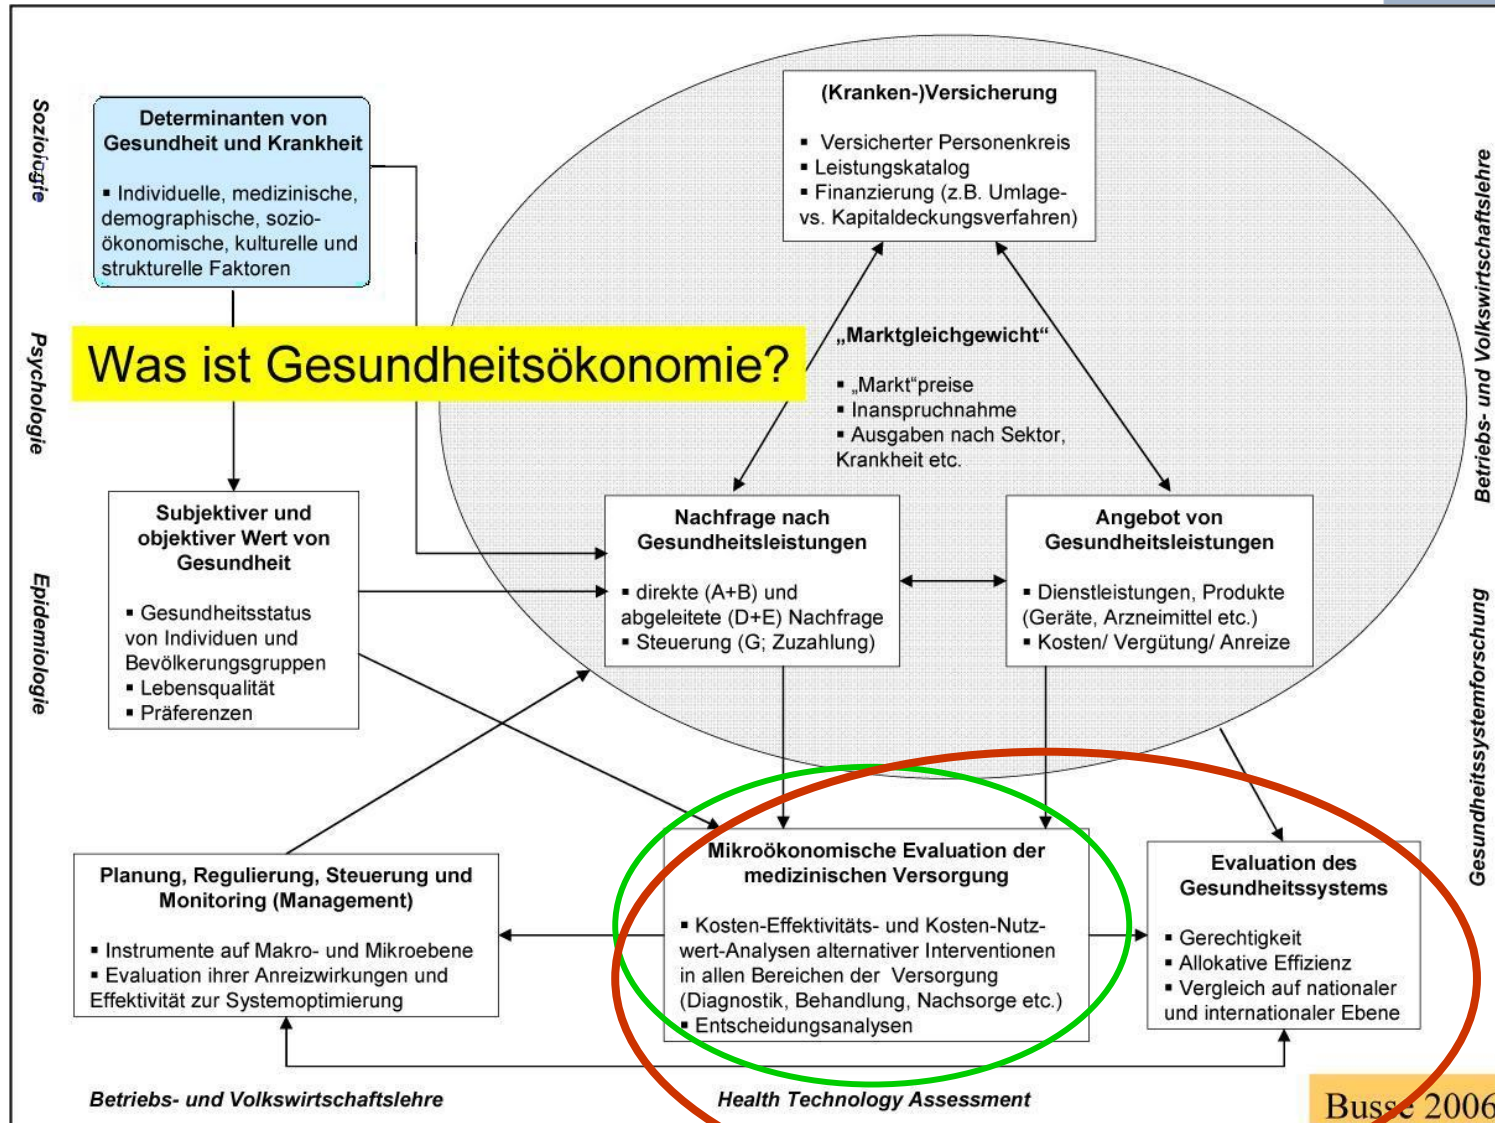 Soziologie
Determinanten von
Gesundheit und Krankheit
▪ Individuelle, medizinische,
demographische, sozio-
ökonomische, kulturelle und
strukturelle Faktoren
(Kranken-)Versicherung
▪ Versicherter Personenkreis
▪ Leistungskatalog
▪ Finanzierung (z.B. Umlage-
vs. Kapitaldeckungsverfahren)
Betriebs- und Volkswirtschaftslehre
Psychologie
Was ist Gesundheitsökonomie?
„Marktgleichgewicht“
▪ „Markt“preise
▪ Inanspruchnahme
▪ Ausgaben nach Sektor,
Krankheit etc.
Epidemiologie
Subjektiver und
objektiver Wert von
Gesundheit
▪ Gesundheitsstatus
von Individuen und
Bevölkerungsgruppen
▪ Lebensqualität
▪ Präferenzen
Nachfrage nach
Gesundheitsleistungen
▪ direkte (A+B) und
abgeleitete (D+E) Nachfrage
▪ Steuerung (G; Zuzahlung)
Angebot von
Gesundheitsleistungen
▪ Dienstleistungen, Produkte
(Geräte, Arzneimittel etc.)
▪ Kosten/ Vergütung/ Anreize
Gesundheitssystemforschung
Planung, Regulierung, Steuerung und
Monitoring (Management)
▪ Instrumente auf Makro- und Mikroebene
▪ Evaluation ihrer Anreizwirkungen und
Effektivität zur Systemoptimierung
Mikroökonomische Evaluation der
medizinischen Versorgung
▪ Kosten-Effektivitäts- und Kosten-Nutz-
wert-Analysen alternativer Interventionen
in allen Bereichen der Versorgung
(Diagnostik, Behandlung, Nachsorge etc.)
▪ Entscheidungsanalysen
Evaluation des
Gesundheitssystems
▪ Gerechtigkeit
▪ Allokative Effizienz
▪ Vergleich auf nationaler
und internationaler Ebene
Betriebs- und Volkswirtschaftslehre
Health Technology Assessment
Busse 2006